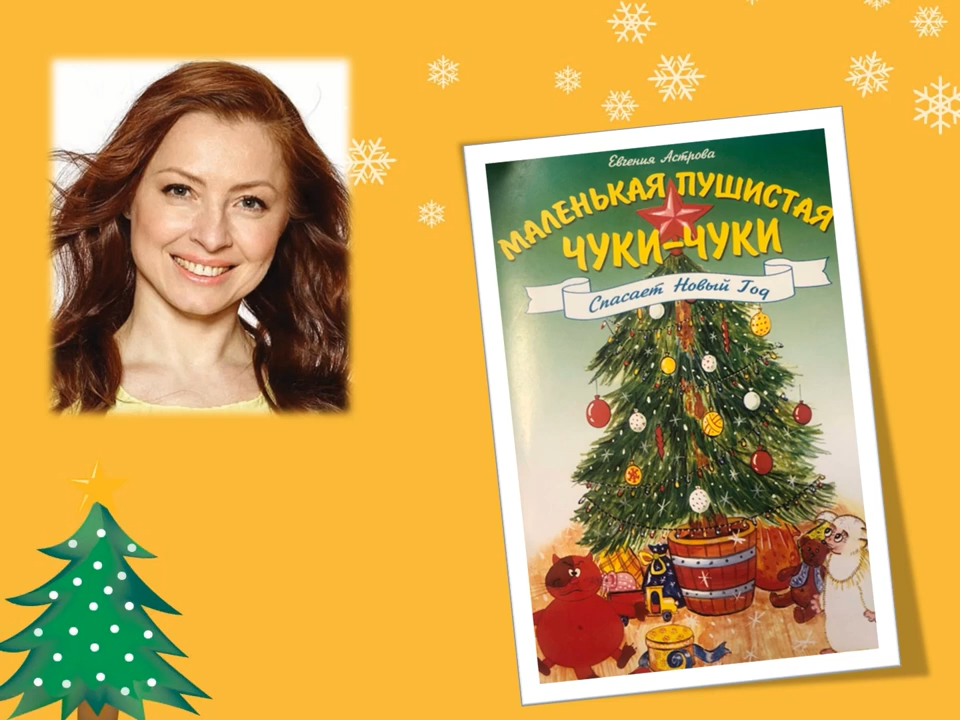 Евгения Астрова
МАЛЕНЬКАЯ ПУШИСТАЯ
ЧУКИ-ЧУКИ
Спасает Новый Год